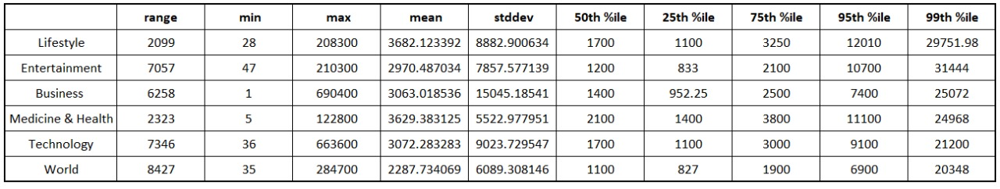 range min max mean stddev 50th %ile 25th %ile 75th %ile 95th %ile 99th %ile
Lifestyle 2099 28 208300 3682.123392 8882.900634 1700 1100 3250 12010 29751.98
Entertainment 7057 47 210300 2970.487034 7857.577139 1200 833 2100 10700 31444
Business 6258 1 690400 3063.018536 15045.18541 1400 952.25 2500 7400 25072
Medicine & Health 2323 5 122800 3629.383125 5522.977951 2100 1400 3800 11100 24968
Technology 7346 36 663600 3072.283283 9023.729547 1700 1100 3000 9100 21200
World 8427 35 284700 2287.734069 6089.308146 1100 827 1900 6900 20348